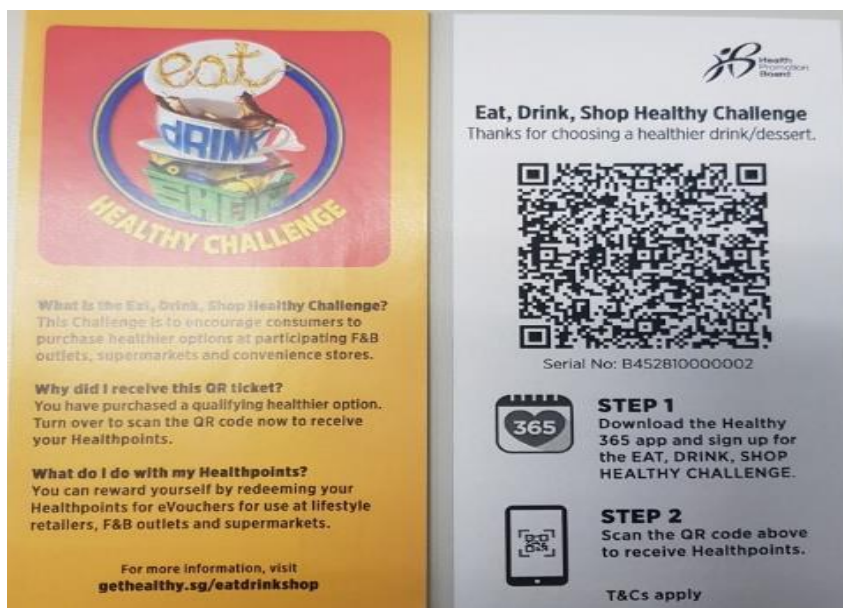 eat
DRINK
SHOP
HEALTHY CHALLENGE
What is the Eat, Drink, Shop Healthy Challenge?
This Challenge is to encourage consumers to
purchase healthier options at participating F&B
outlets, supermarkets and convenience stores.
Why did I receive this QR ticket?
You have purchased a qualifying healthier option.
Turn over to scan the QR code now to receive
your Healthpoints.
What do I do with my Healthpoints?
You can reward yourself by redeeming your
Healthpoints for eVouchers for use at lifestyle
retailers, F&B outlets and supermarkets.
For more information, visit
gethealthy.sg/eatdrinkshop
Health
Promotion
Board
Eat, Drink, Shop Healthy Challenge
Thanks for choosing a healthier drink/dessert.
Serial No: B452810000002
365
STEP 1
Download the Healthy
365 app and sign up for
the EAT, DRINK, SHOP
HEALTHY CHALLENGE.
STEP 2
Scan the QR code above
to receive Healthpoints.
T&Cs apply